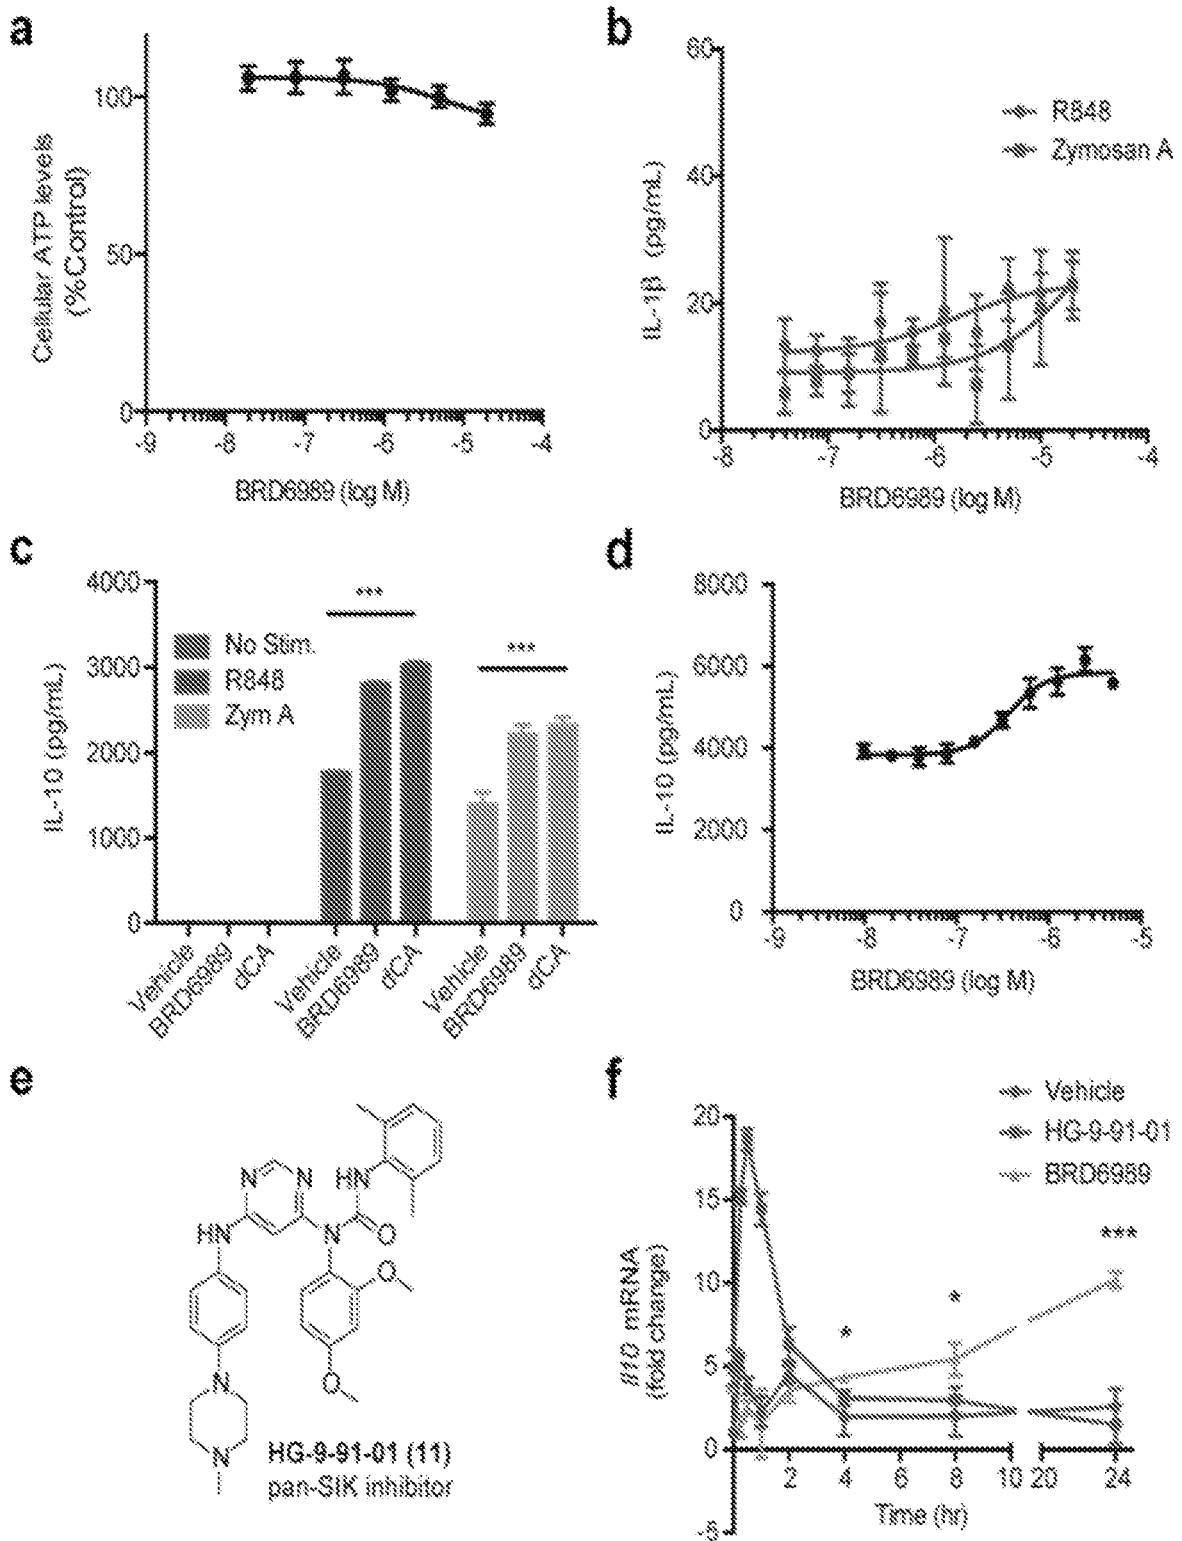 a
100
50
0
-9
-8
-7
-6
-5
-4
Cellular ATP levels
(%Control)
BRD6989 (log M)
b
60
40
20
0
-8
-7
-6
-5
-4
IL-1β (pg/mL)
R848
Zymosan A
BRD6989 (log M)
c
4000
3000
2000
1000
0
IL-10 (pg/mL)
No Stim.
R848
Zym A
***
***
Vehicle
BRD6989
dCA
Vehicle
BRD6989
dCA
Vehicle
BRD6989
dCA
d
8000
6000
4000
2000
0
-9
-8
-7
-6
-5
IL-10 (pg/mL)
BRD6989 (log M)
e
N
N
HN
HN
N
O
O
O
N
N
HG-9-91-01 (11)
pan-SIK inhibitor
f
Vehicle
HG-9-91-01
BRD6989
20
15
10
5
0
-5
Il10 mRNA
(fold change)
*
*
***
2
4
6
8
10
20
24
Time (hr)